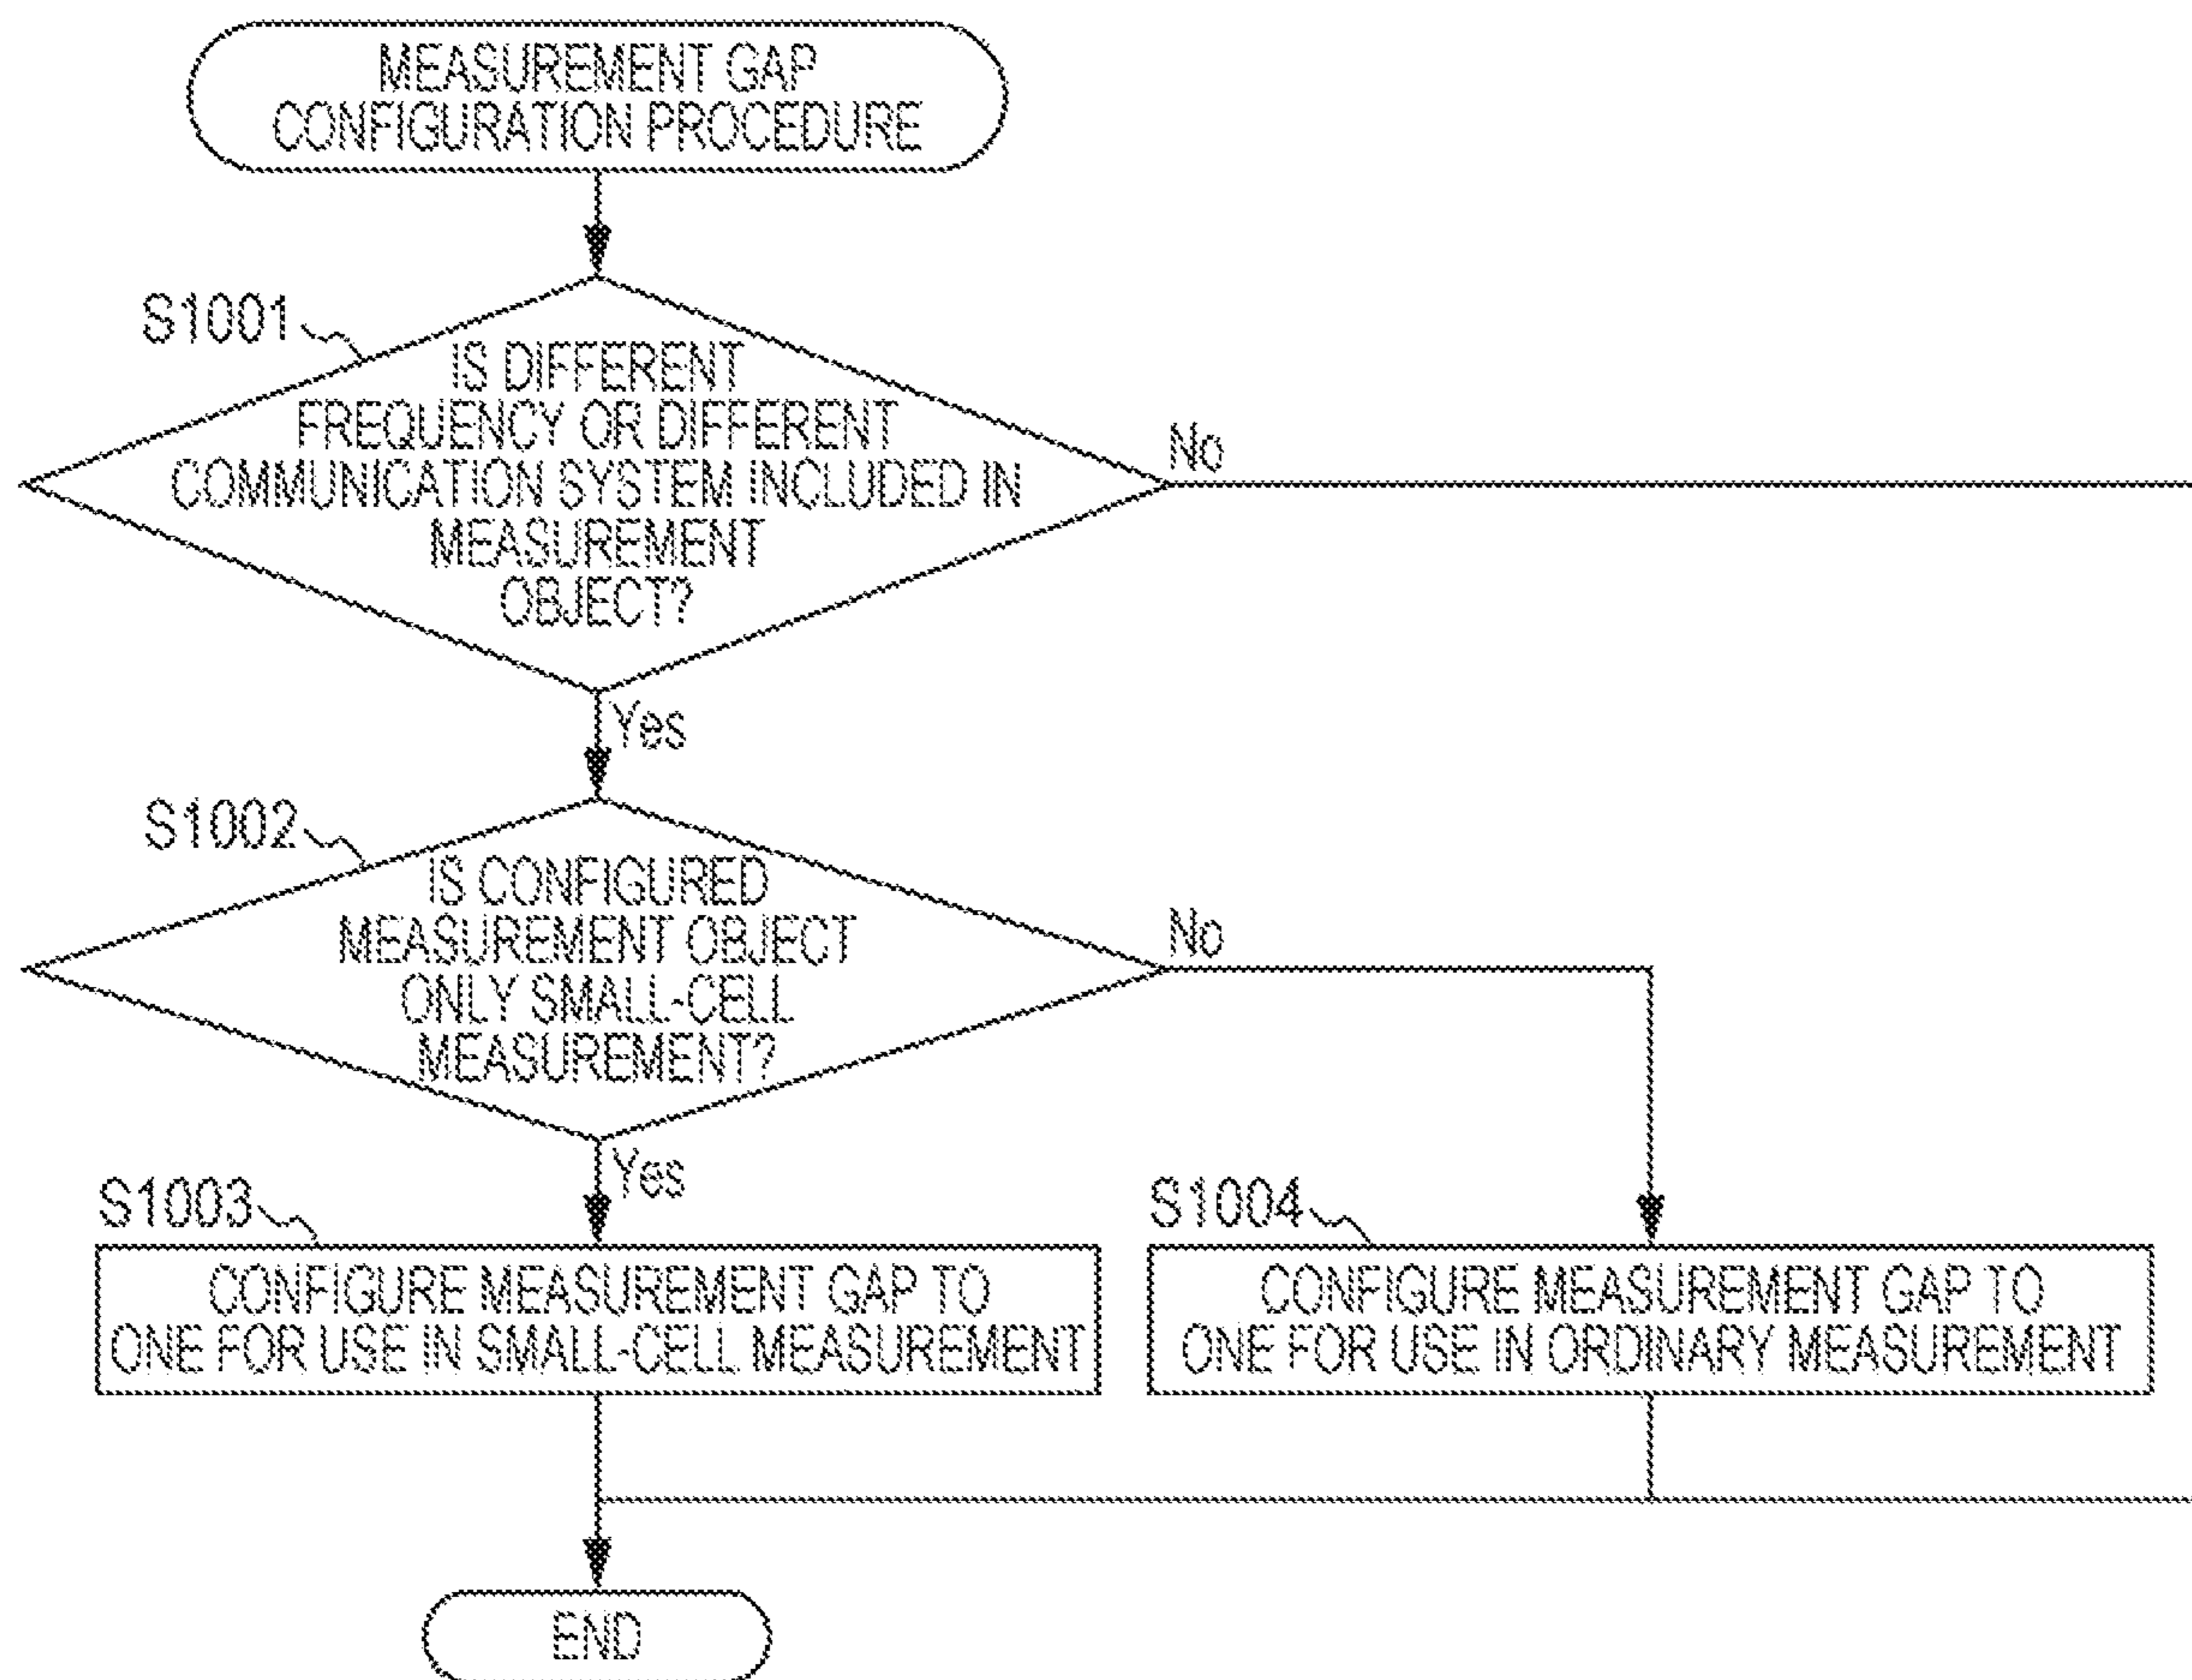 MEASUREMENT GAP
CONFIGURATION PROCEDURE
S1001
IS DIFFERENT
FREQUENCY OR DIFFERENT
COMMUNICATION SYSTEM INCLUDED IN
MEASUREMENT
OBJECT?
No
Yes
S1002
IS CONFIGURED
MEASUREMENT OBJECT
ONLY SMALL-CELL
MEASUREMENT?
No
Yes
S1003
CONFIGURE MEASUREMENT GAP TO
ONE FOR USE IN SMALL-CELL MEASUREMENT
S1004
CONFIGURE MEASUREMENT GAP TO
ONE FOR USE IN ORDINARY MEASUREMENT
END